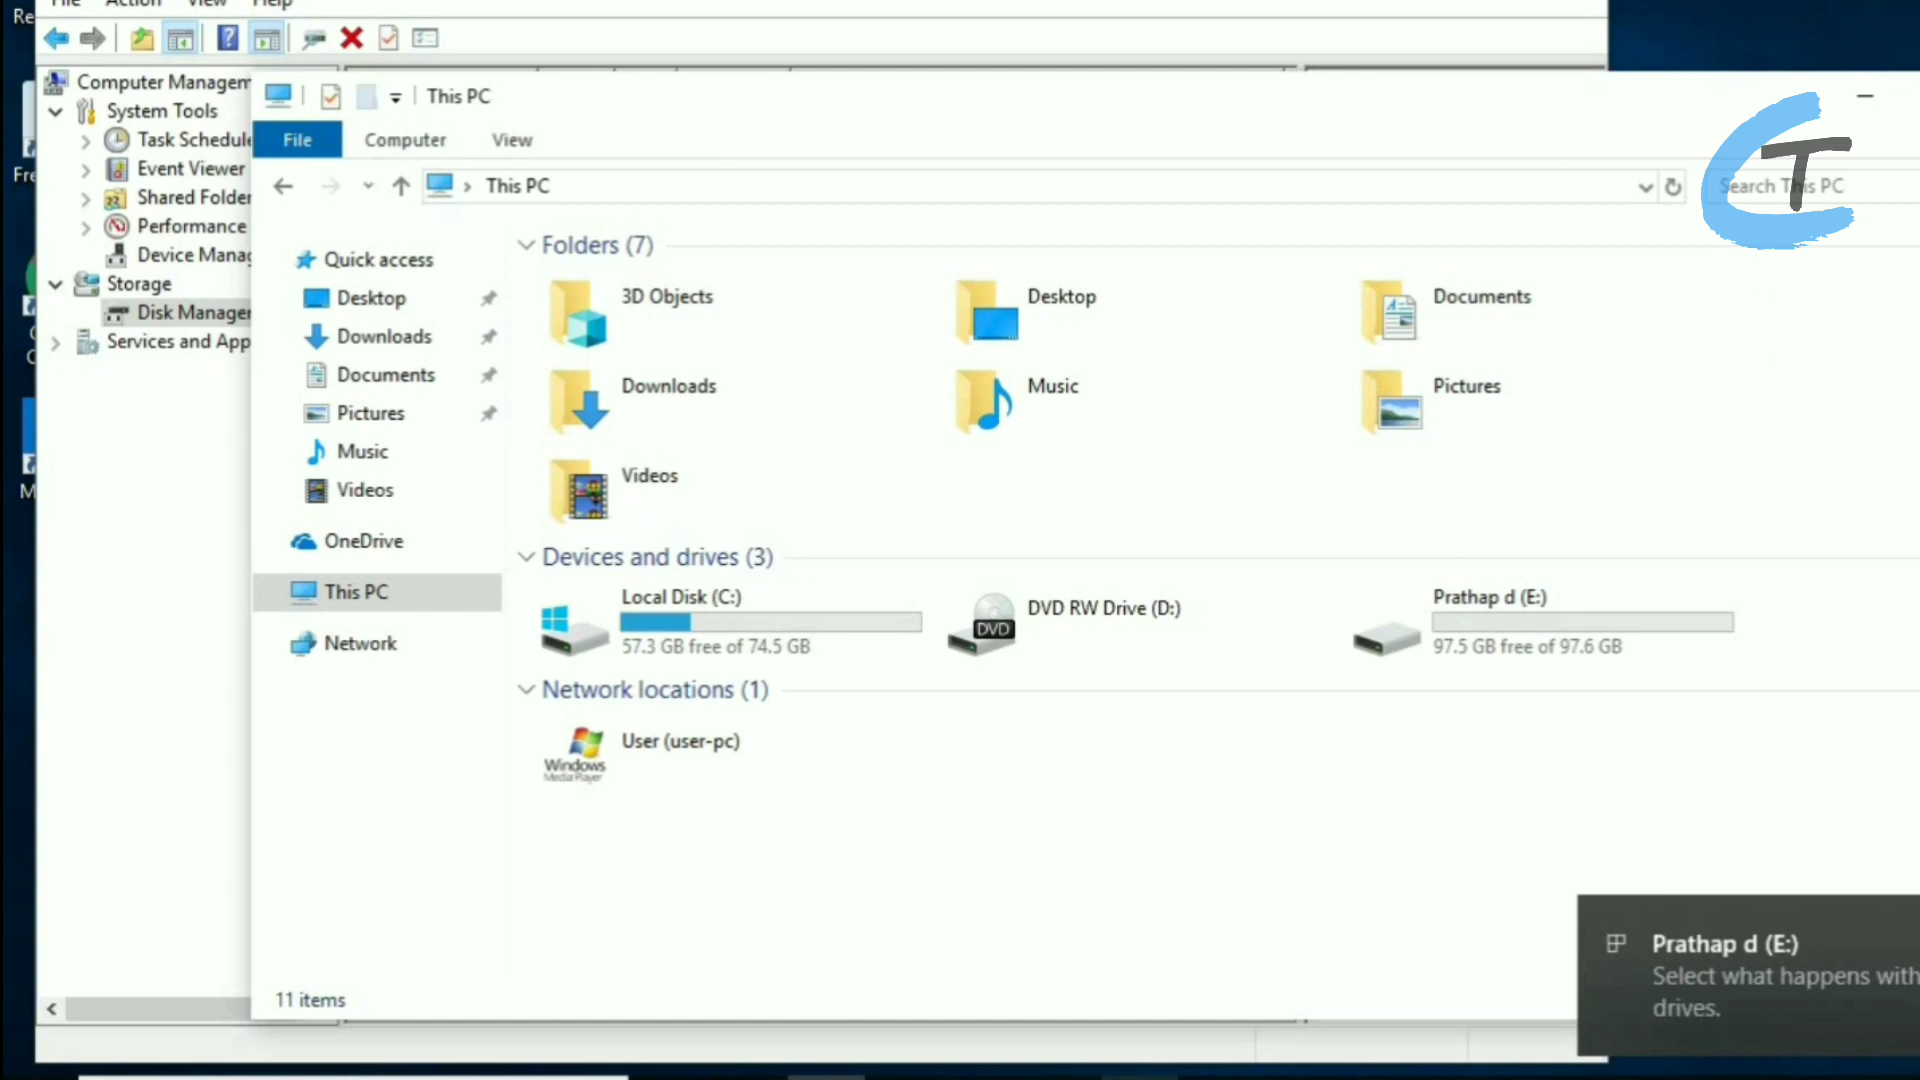 Re
File Action View Help
Computer Managem
System Tools
Task Schedule
Event Viewer
Shared Folder
Performance
Device Manag
Storage
Disk Manager
Services and App
Fre
M
This PC
File Computer View
This PC
Search This PC
CT
Quick access
Desktop
Downloads
Documents
Pictures
Music
Videos
OneDrive
This PC
Network
Folders (7)
3D Objects
Desktop
Documents
Downloads
Music
Pictures
Videos
Devices and drives (3)
Local Disk (C:)
57.3 GB free of 74.5 GB
DVD
DVD RW Drive (D:)
Prathap d (E:)
97.5 GB free of 97.6 GB
Network locations (1)
Windows
Media Player
User (user-pc)
11 items
Prathap d (E:)
Select what happens with
drives.